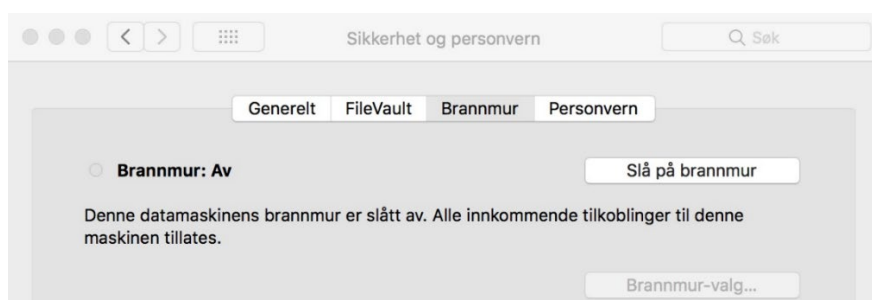 Sikkerhet og personvern
Søk
Generelt FileVault Brannmur Personvern
Brannmur: Av
Slå på brannmur
Denne datamaskinens brannmur er slått av. Alle innkommende tilkoblinger til denne
maskinen tillates.
Brannmur-valg...